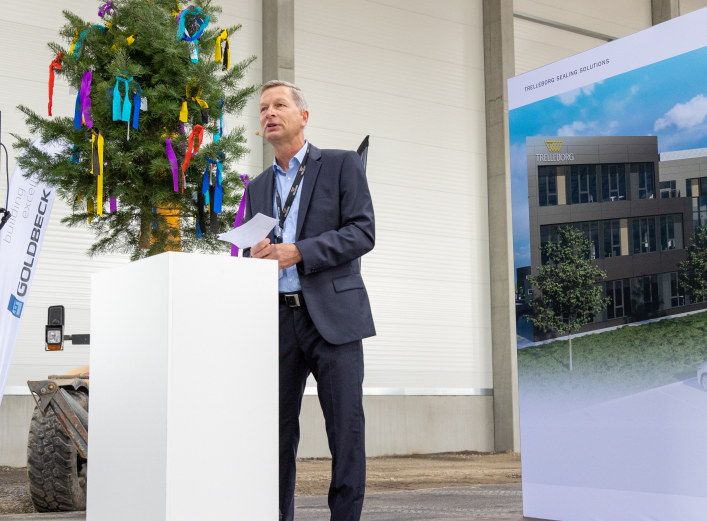 building
excel
GOLDBECK
TRELLEBORG SEALING SOLUTIONS
TRELLEBORG